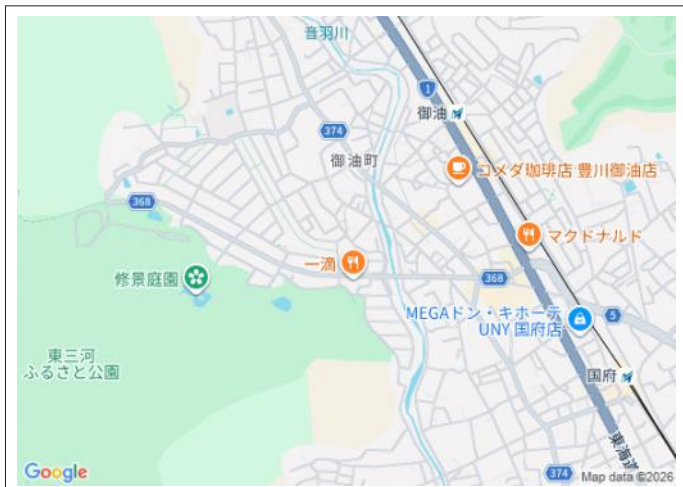 音羽川
1
御油
374
御油町
コメダ珈琲店 豊川御油店
368
マクドナルド
一滴
368
修景庭園
MEGAドン・キホーテ
UNY 国府店
5
東三河
ふるさと公園
国府
東海道
374
Google
Map data ©2026